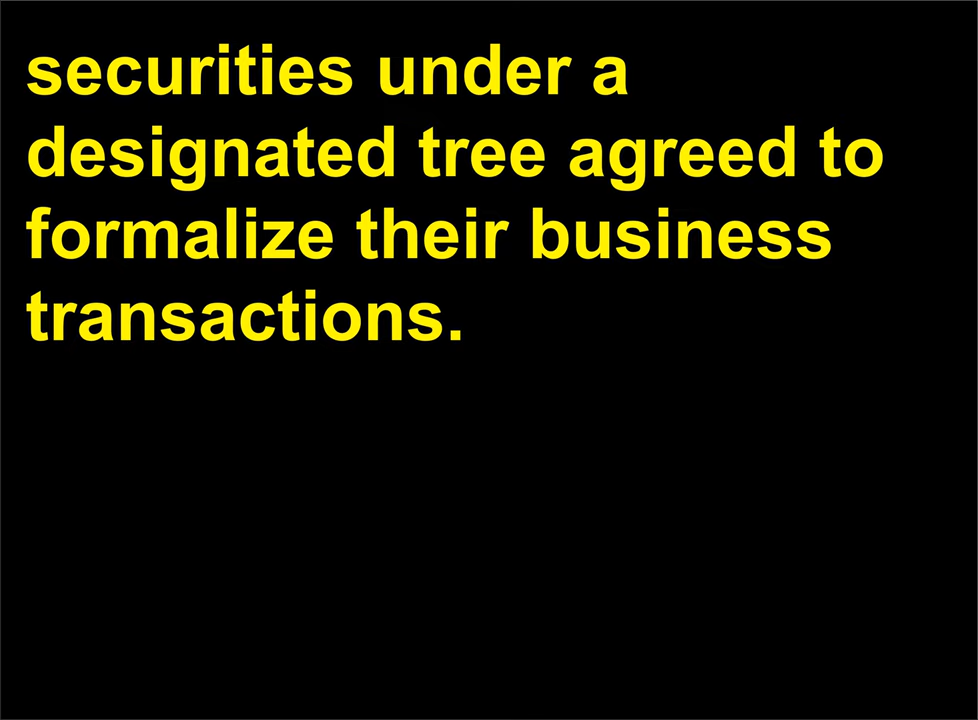 securities under a
designated tree agreed to
formalize their business
transactions.